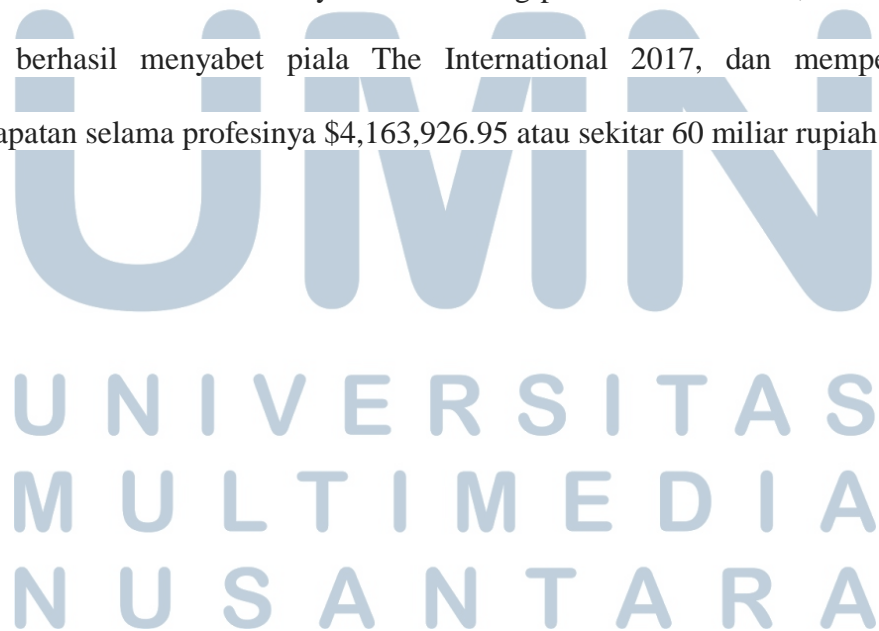 berhasil menyabet piala The International 2017, dan
apatan selama profesinya $4,163,926.95 atau sekitar 60 miliar rupiah
UMN
UNIVERSITAS
MULTIMEDIA
NUSANTARA